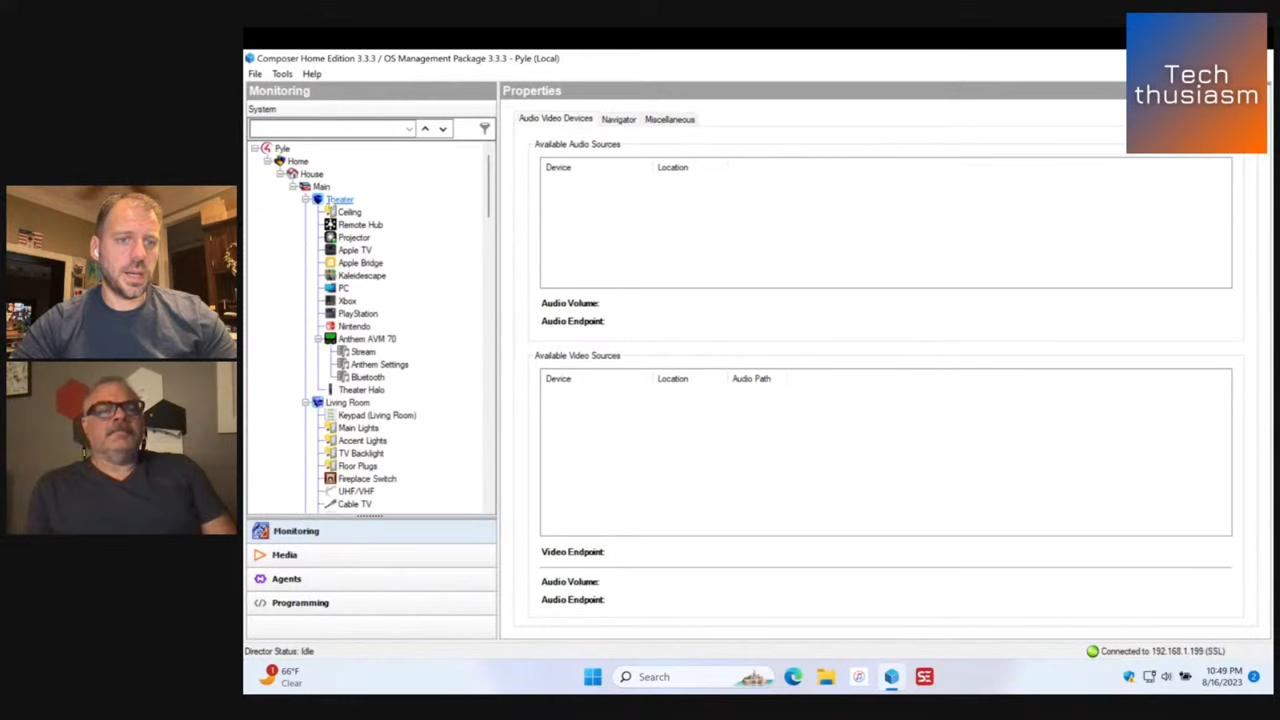 Composer Home Edition 3.3.3 / OS Management Package 3.3.3 - Pyle (Local)
File Tools Help
Monitoring
System
Pyle
Home
House
Main
Theater
Ceiling
Remote Hub
Projector
Apple TV
Apple Bridge
Kaleidescape
PC
Xbox
PlayStation
Nintendo
Anthem AVM 70
Stream
Anthem Settings
Bluetooth
Theater Halo
Living Room
Keypad (Living Room)
Main Lights
Accent Lights
TV Backlight
Floor Plugs
Fireplace Switch
UHF/VHF
Cable TV
Monitoring
Media
Agents
Programming
Properties
Audio Video Devices Navigator Miscellaneous
Available Audio Sources
Device Location
Audio Volume:
Audio Endpoint:
Available Video Sources
Device Location Audio Path
Video Endpoint:
Audio Volume:
Audio Endpoint:
Tech
thusiasm
Director Status: Idle
Connected to 192.168.1.199 (SSL)
1
66°F
Clear
Search
SE
10:49 PM
8/16/2023
2